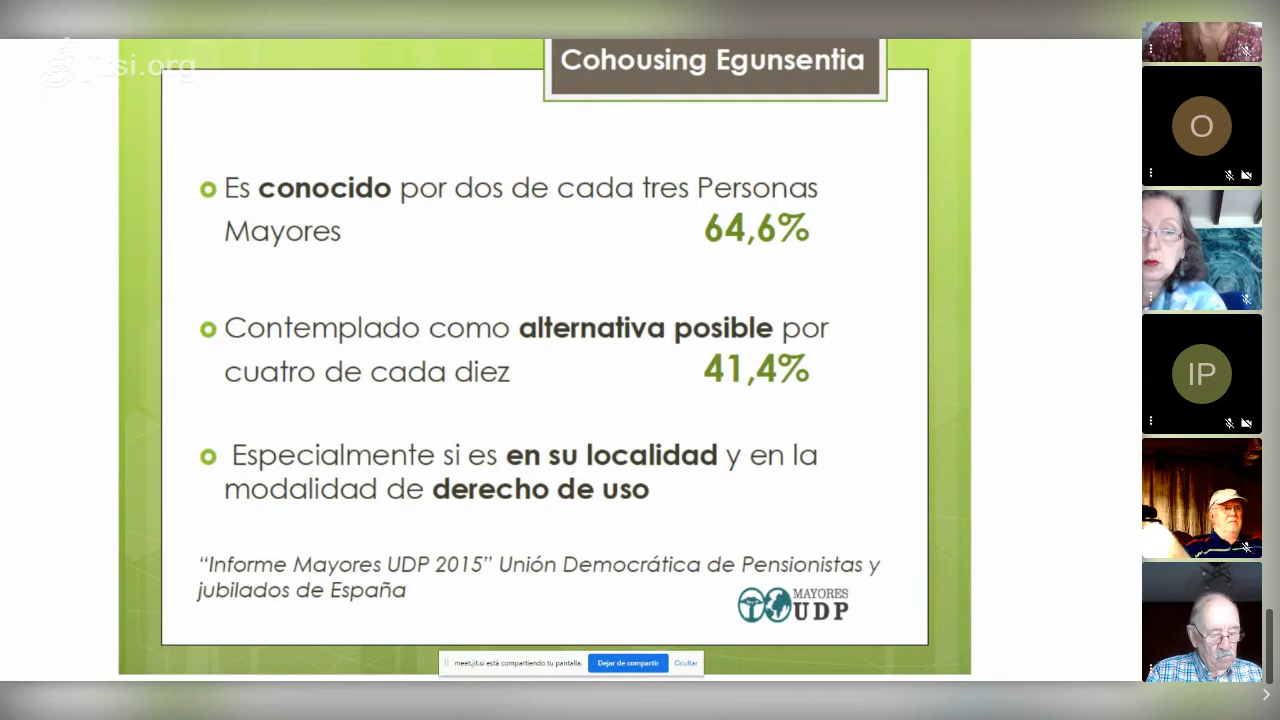 jitsi.org
Cohousing Egunsentia
Es conocido por dos de cada tres Personas
Mayores 64,6%
Contemplado como alternativa posible por
cuatro de cada diez 41,4%
Especialmente si es en su localidad y en la
modalidad de derecho de uso
“Informe Mayores UDP 2015” Unión Democrática de Pensionistas y
jubilados de España
MAYORES
UDP
meet.jit.si está compartiendo tu pantalla. Dejar de compartir Ocultar
O
IP